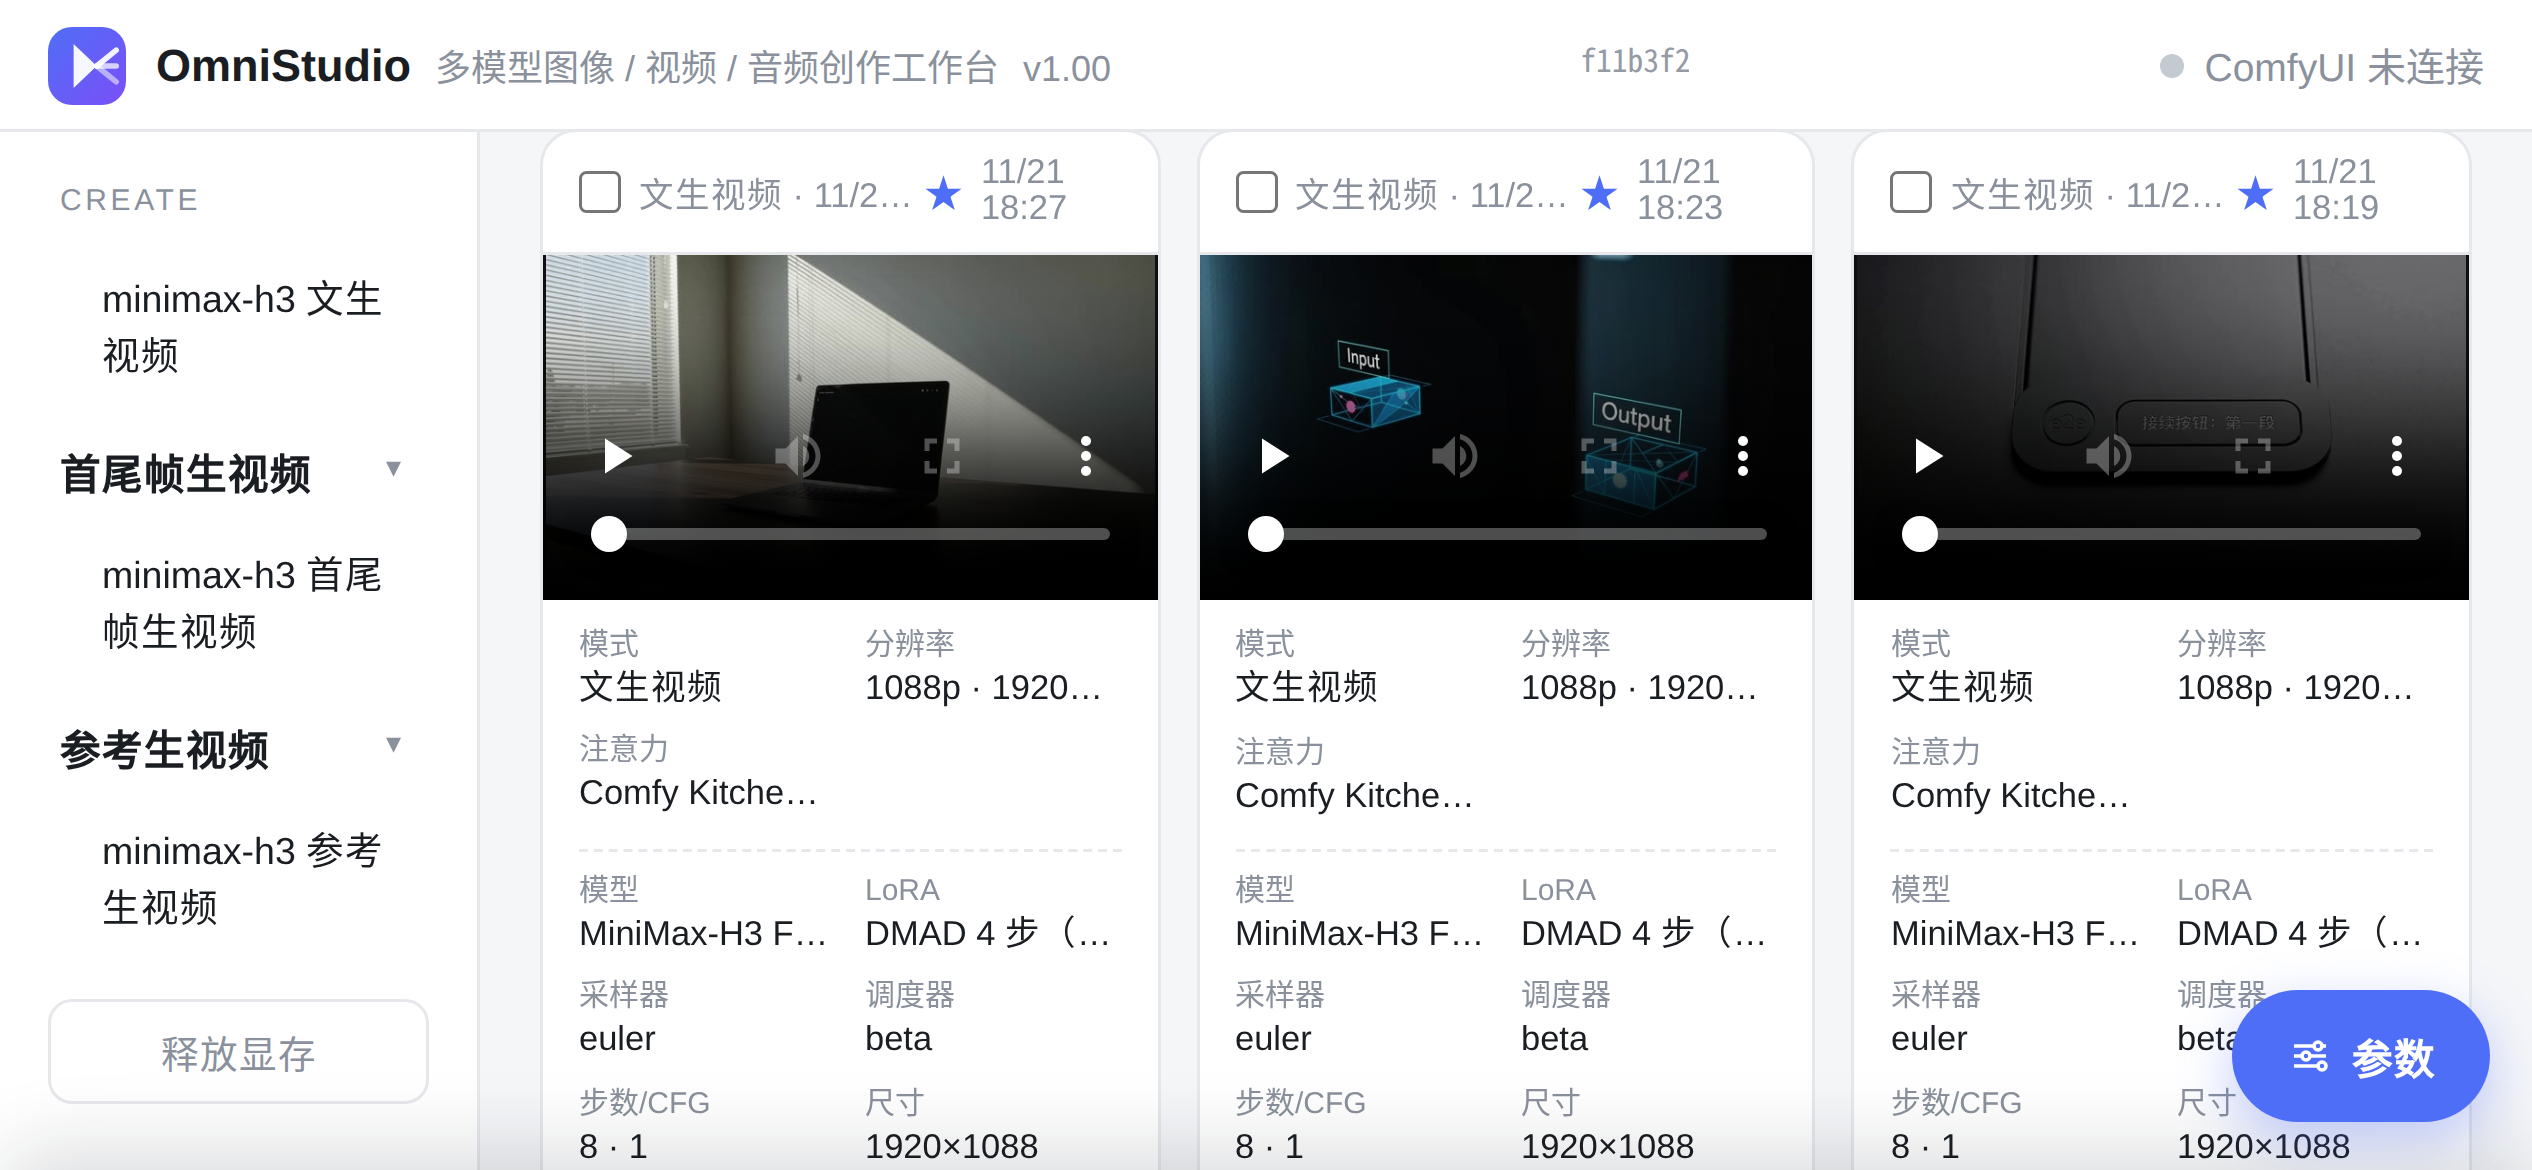 OmniStudio 多模型图像 / 视频 / 音频创作工作台 v1.00
f11b3f2
ComfyUI 未连接
CREATE
minimax-h3 文生
视频
首尾帧生视频 ▼
minimax-h3 首尾
帧生视频
参考生视频 ▼
minimax-h3 参考
生视频
释放显存
文生视频 · 11/2… ★ 11/21
18:27
模式
文生视频
分辨率
1088p · 1920…
注意力
Comfy Kitche…
模型
MiniMax-H3 F…
LoRA
DMAD 4 步（…
采样器
euler
调度器
beta
步数/CFG
8 · 1
尺寸
1920×1088
文生视频 · 11/2… ★ 11/21
18:23
Input
Output
模式
文生视频
分辨率
1088p · 1920…
注意力
Comfy Kitche…
模型
MiniMax-H3 F…
LoRA
DMAD 4 步（…
采样器
euler
调度器
beta
步数/CFG
8 · 1
尺寸
1920×1088
文生视频 · 11/2… ★ 11/21
18:19
接续按钮：第一段
模式
文生视频
分辨率
1088p · 1920…
注意力
Comfy Kitche…
模型
MiniMax-H3 F…
LoRA
DMAD 4 步（…
采样器
euler
调度器
beta
步数/CFG
8 · 1
尺寸
1920×1088
参数